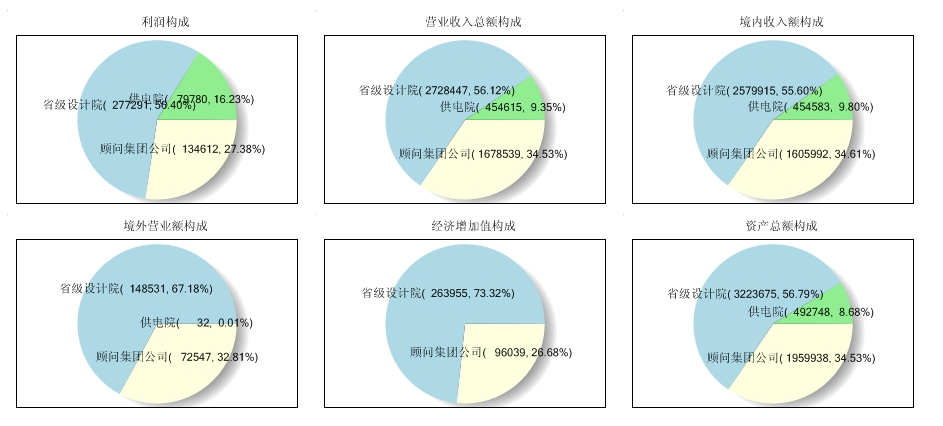 利润构成
供电院( 79780, 16.23%)
省级设计院( 277291, 56.40%)
顾问集团公司( 134612, 27.38%)
营业收入总额构成
省级设计院( 2728447, 56.12%)
供电院( 454615, 9.35%)
顾问集团公司( 1678539, 34.53%)
境内收入额构成
省级设计院( 2579915, 55.60%)
供电院( 454583, 9.80%)
顾问集团公司( 1605992, 34.61%)
境外营业额构成
省级设计院( 148531, 67.18%)
供电院( 32, 0.01%)
顾问集团公司( 72547, 32.81%)
经济增加值构成
省级设计院( 263955, 73.32%)
顾问集团公司( 96039, 26.68%)
资产总额构成
省级设计院( 3223675, 56.79%)
供电院( 492748, 8.68%)
顾问集团公司( 1959938, 34.53%)